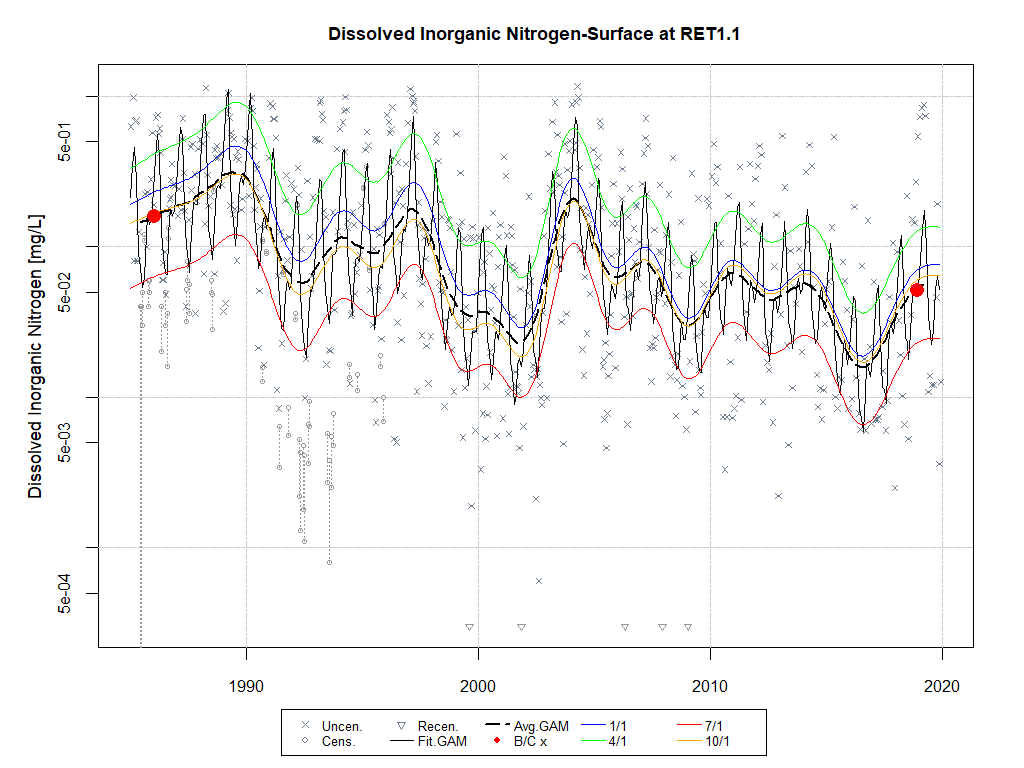 Dissolved Inorganic Nitrogen-Surface at RET1.1
Dissolved Inorganic Nitrogen [mg/L]
5e-01
5e-02
5e-03
5e-04
1990 2000 2010 2020
Uncen. Recen. Avg.GAM 1/1 7/1
Cens. Fit.GAM B/C x 4/1 10/1